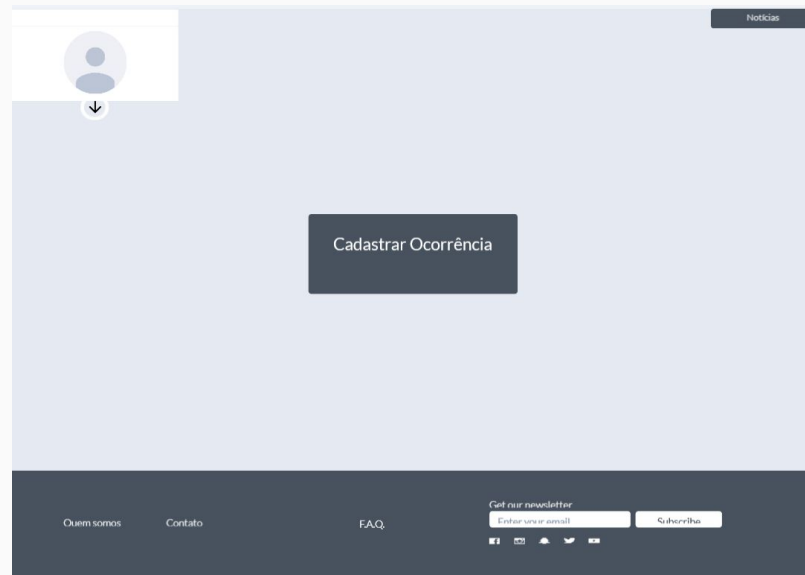 Notícias
Cadastrar Ocorrência
Quem somos
Contato
F.A.Q.
Get our newsletter
Enter your email
Subscribe